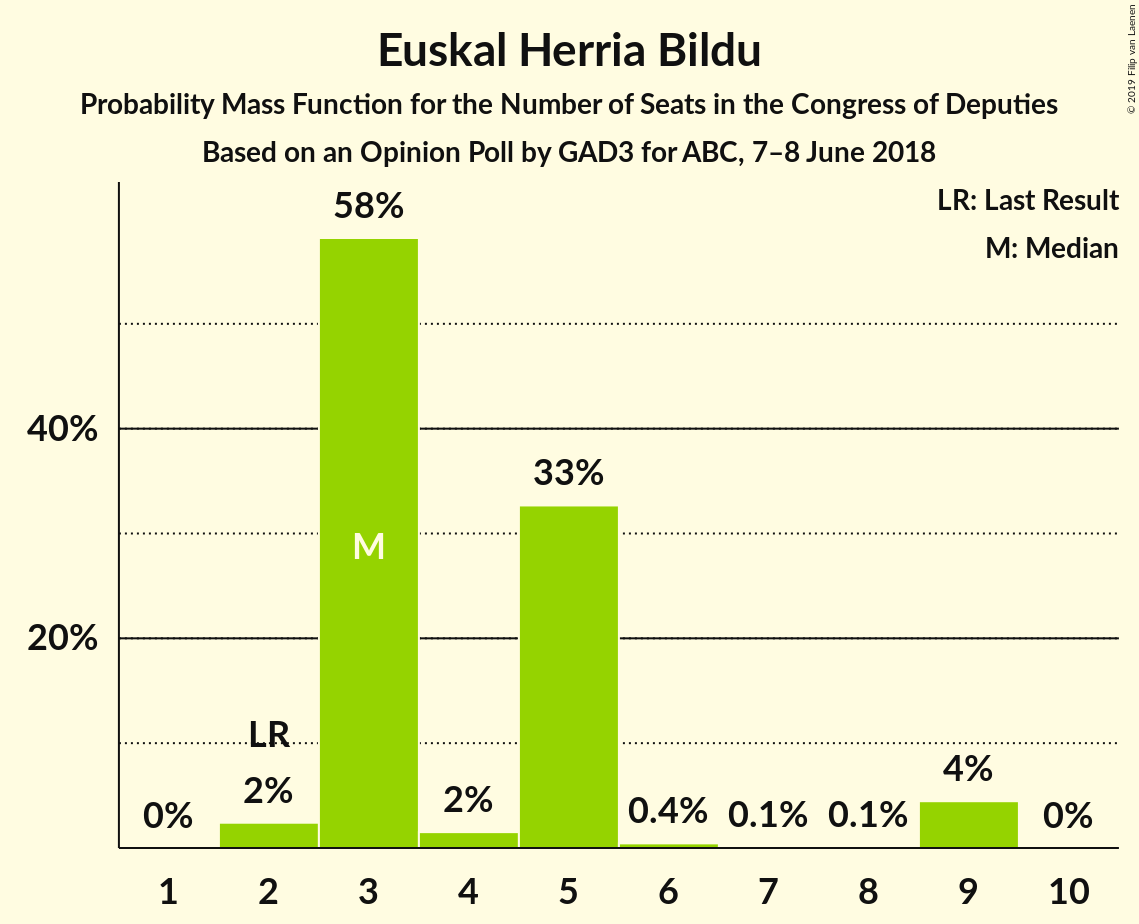 Euskal Herria Bildu
Probability Mass Function for the Number of Seats in the Congress of Deputies
Based on an Opinion Poll by GAD3 for ABC, 7–8 June 2018
© 2019 Filip van Laenen
LR: Last Result
M: Median
58%
40%
33%
M
20%
LR
4%
2%
2%
0.4%
0%
0.1%
0.1%
0%
1 2 3 4 5 6 7 8 9 10